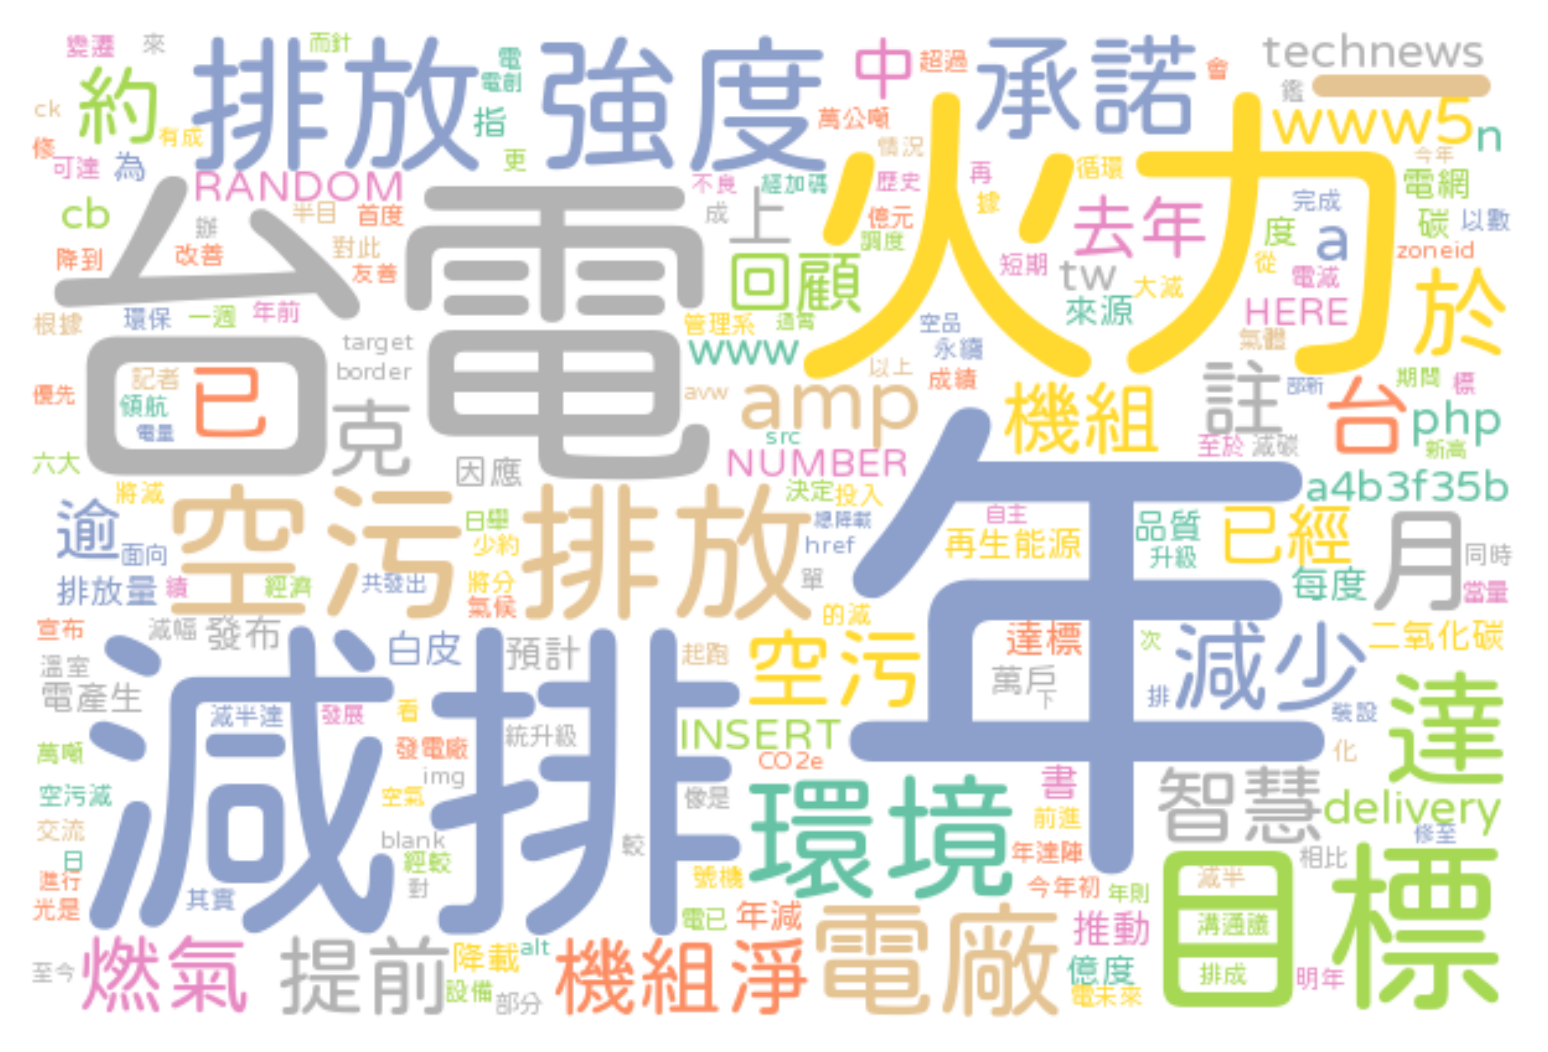 變遷
來
而針
電
technews
約
排放強度
電創
中
超過
承諾
會
鑑
一
ck
指
萬公噸
www5
n
修
有成
更
情況
火力
今年
可達
為
RANDOM
不良
經加碼
歷史
再
循環
電網
cb
台電
半目
首度
成
上
億元
據
去年
完成
碳
以數
辦
調度
度
a
降到
改善
對此
友善
回顧
短期
tw
大減
從
電減
zoneid
根據
環保
一週
年前
管理系
通霄
空品
來源
HERE
於
target
www
永續
氣體
border
優先
記者
已
avw
以上
成績
註
部新
期間
標
領航
克
amp
機組
台
php
電量
src
至於
減碳
新高
六大
因應
NUMBER
年
a4b3f35b
將減
空污排放
決定
投入
逾
日舉
總降載
自主
品質
已經
月
面向
少約
href
再生能源
升級
同時
排放量
續
經濟
共發出
將分
單
每度
當量
氣候
的減
宣布
減幅
發布
減排
白皮
預計
起跑
空污
達標
次
減少
二氧化碳
溫室
電產生
萬戶
下
排
達
減半達
發展
看
統升級
INSERT
裝設
萬噸
發電廠
CO2e
化
img
空污減
空氣
像是
環境
書
智慧
delivery
交流
blank
較
前進
修至
日
經較
年達陣
相比
進行
對
號機
今年初
年則
目標
減半
光是
其實
電已
年減
電廠
推動
溝通議
至今
燃氣
提前
降載
alt
機組淨
億度
排成
明年
設備
部分
電未來